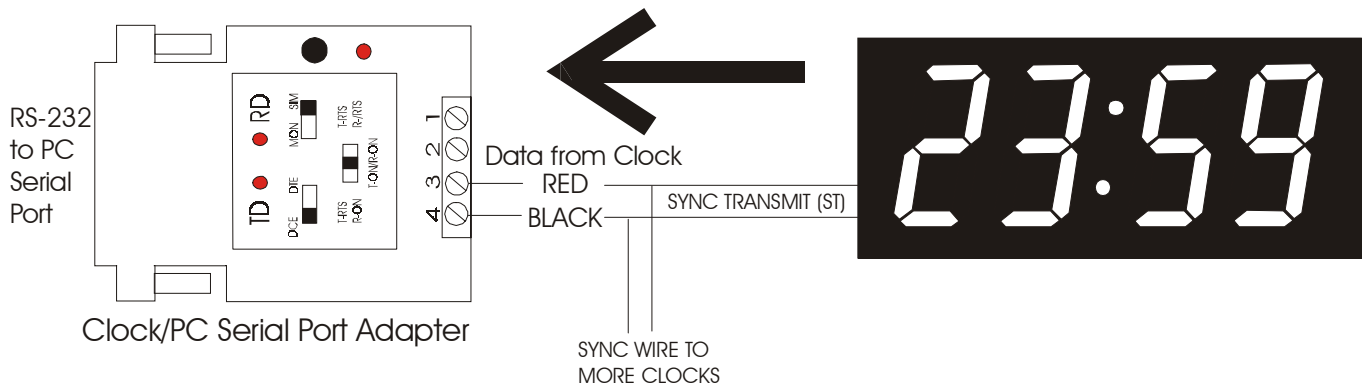 RS-232
to PC
Serial
Port
TD RD
DCE DTE
MON SIM
T-RTS
R-ON
T-ON/R-ON
T-RTS
R-/RTS
1
2
3
4
Data from Clock
RED
BLACK
SYNC TRANSMIT (ST)
23:59
Clock/PC Serial Port Adapter
SYNC WIRE TO
MORE CLOCKS